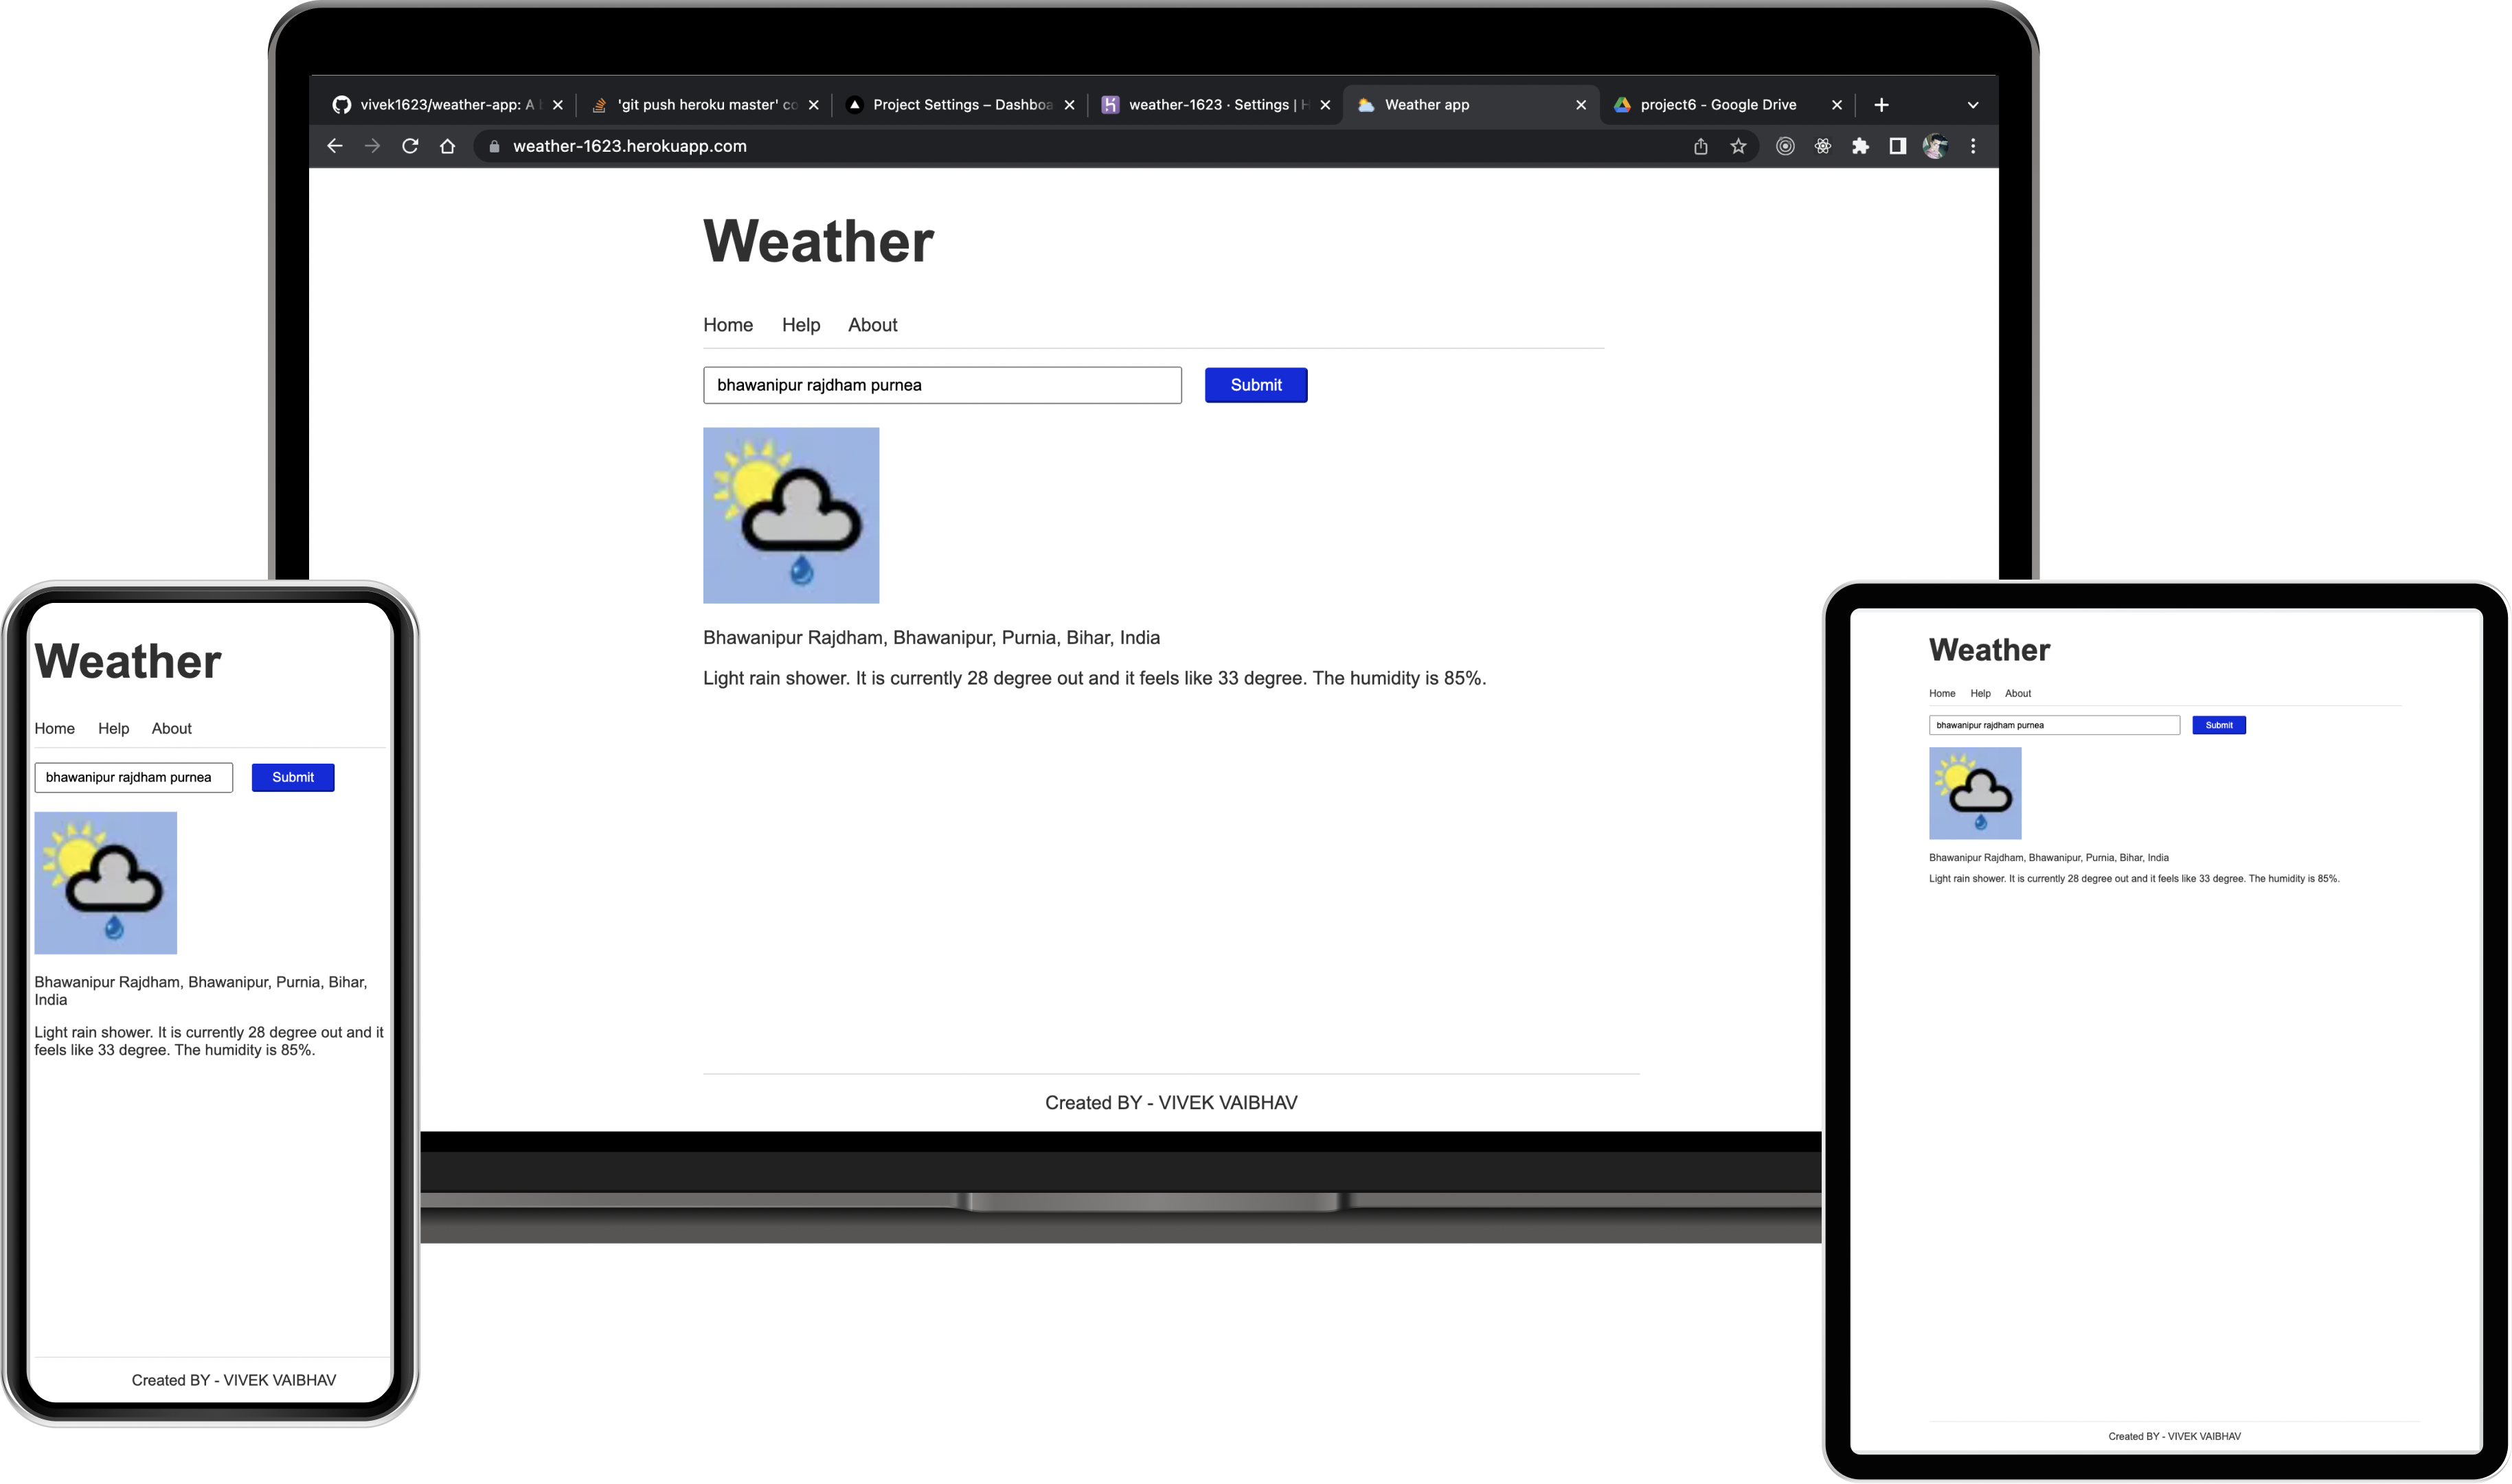 vivek1623/weather-app: A
'git push heroku master' co
Project Settings – Dashboa
weather-1623 · Settings | H
Weather app
project6 - Google Drive
weather-1623.herokuapp.com
Weather
Home Help About
bhawanipur rajdham purnea Submit
Bhawanipur Rajdham, Bhawanipur, Purnia, Bihar, India
Light rain shower. It is currently 28 degree out and it feels like 33 degree. The humidity is 85%.
Created BY - VIVEK VAIBHAV
Weather
Home Help About
bhawanipur rajdham purnea Submit
Bhawanipur Rajdham, Bhawanipur, Purnia, Bihar,
India
Light rain shower. It is currently 28 degree out and it
feels like 33 degree. The humidity is 85%.
Created BY - VIVEK VAIBHAV
Weather
Home Help About
bhawanipur rajdham purnea Submit
Bhawanipur Rajdham, Bhawanipur, Purnia, Bihar, India
Light rain shower. It is currently 28 degree out and it feels like 33 degree. The humidity is 85%.
Created BY - VIVEK VAIBHAV